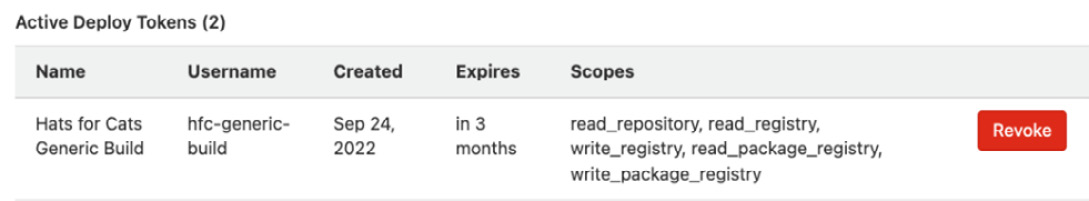 Active Deploy Tokens (2)
Name Username Created Expires Scopes
Hats for Cats hfc-generic- Sep 24, in 3 read_repository, read_registry,
Generic Build build 2022 months write_registry, read_package_registry,
write_package_registry
Revoke